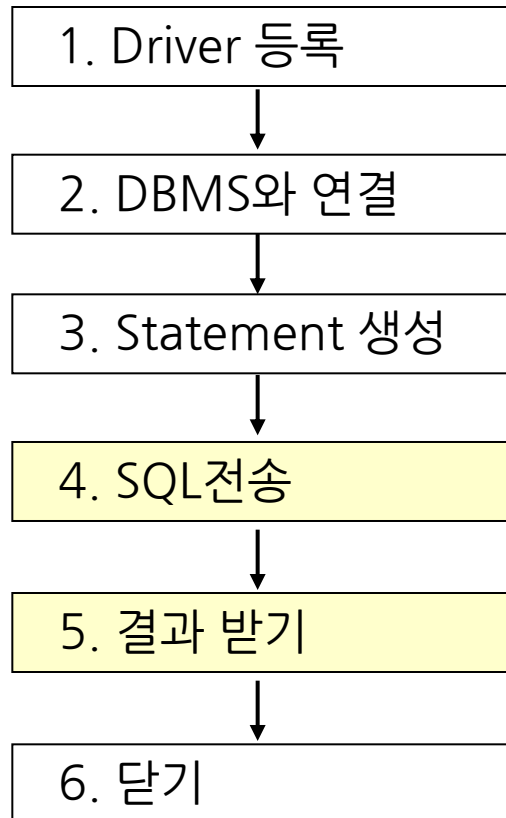 1. Driver 등록
2. DBMS와 연결
3. Statement 생성
4. SQL전송
5. 결과 받기
6. 닫기